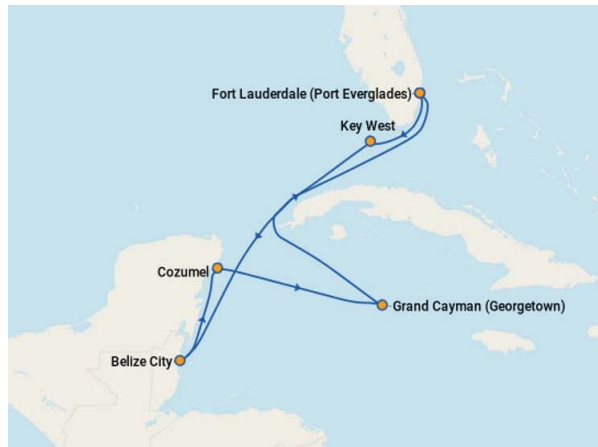 Fort Lauderdale (Port Everglades)
Key West
Cozumel
Grand Cayman (Georgetown)
Belize City